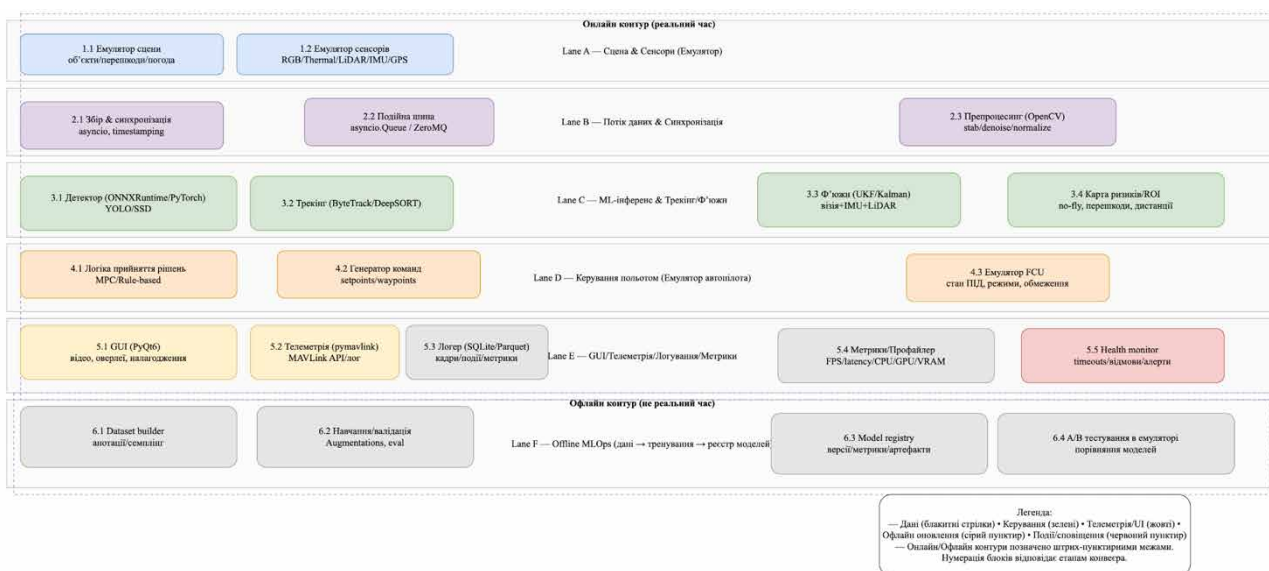 Онлайн контур (реальний час)
1.1 Емулятор сцени
об’єкти/перешкоди/погода
1.2 Емулятор сенсорів
RGB/Thermal/LiDAR/IMU/GPS
Lane A — Сцена & Сенсори (Емулятор)
2.1 Збір & синхронізація
asyncio, timestamping
2.2 Подійна шина
asyncio.Queue / ZeroMQ
Lane B — Потік даних & Синхронізація
2.3 Препроцесинг (OpenCV)
stab/denoise/normalize
3.1 Детектор (ONNXRuntime/PyTorch)
YOLO/SSD
3.2 Трекінг (ByteTrack/DeepSORT)
Lane C — ML-інференс & Трекінг/Ф’южн
3.3 Ф’южн (UKF/Kalman)
візія+IMU+LiDAR
3.4 Карта ризиків/ROI
no-fly, перешкоди, дистанції
4.1 Логіка прийняття рішень
MPC/Rule-based
4.2 Генератор команд
setpoints/waypoints
Lane D — Керування польотом (Емулятор автопілота)
4.3 Емулятор FCU
стан ПІД, режими, обмеження
5.1 GUI (PyQt6)
відео, оверлеї, налагодження
5.2 Телеметрія (pymavlink)
MAVLink API/лог
5.3 Логер (SQLite/Parquet)
кадри/події/метрики
Lane E — GUI/Телеметрія/Логування/Метрики
5.4 Метрики/Профайлер
FPS/latency/CPU/GPU/VRAM
5.5 Health monitor
timeouts/відмови/алерти
Офлайн контур (не реальний час)
6.1 Dataset builder
анотації/семплінг
6.2 Навчання/валідація
Augmentations, eval
Lane F — Offline MLOps (дані → тренування → реєстр моделей)
6.3 Model registry
версії/метрики/артефакти
6.4 A/B тестування в емуляторі
порівняння моделей
Легенда:
— Дані (блакитні стрілки) • Керування (зелені) • Телеметрія/UI (жовті) •
Офлайн оновлення (сірий пунктир) • Події/сповіщення (червоний пунктир)
— Онлайн/Офлайн контури позначено штрих-пунктирними межами.
Нумерація блоків відповідає етапам конвеєра.